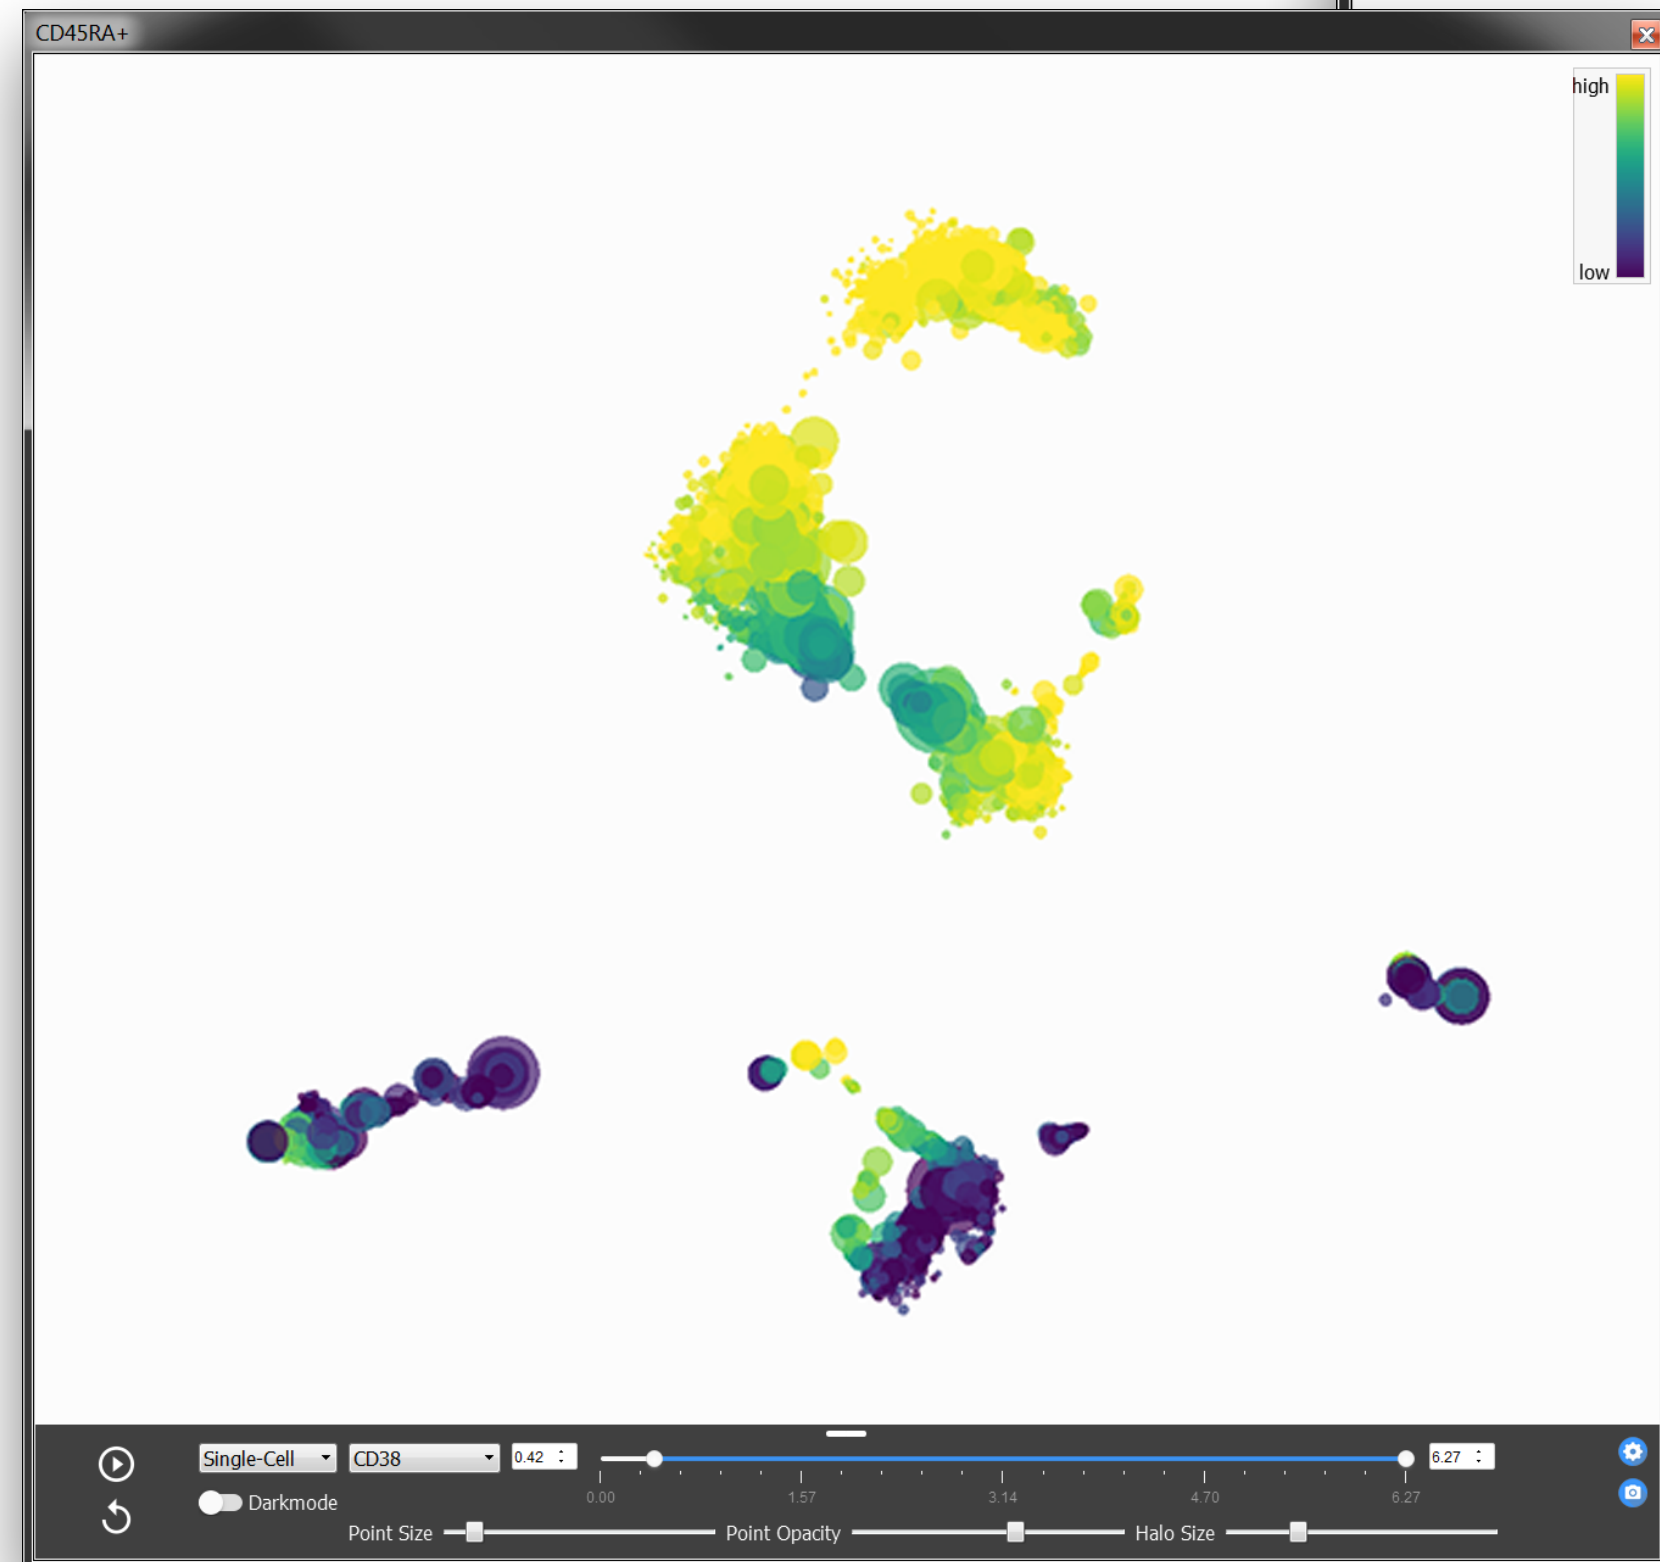 CD45RA+
high
low
Single-Cell CD38 0.42 6.27
0.00 1.57 3.14 4.70 6.27
Darkmode
Point Size Point Opacity Halo Size